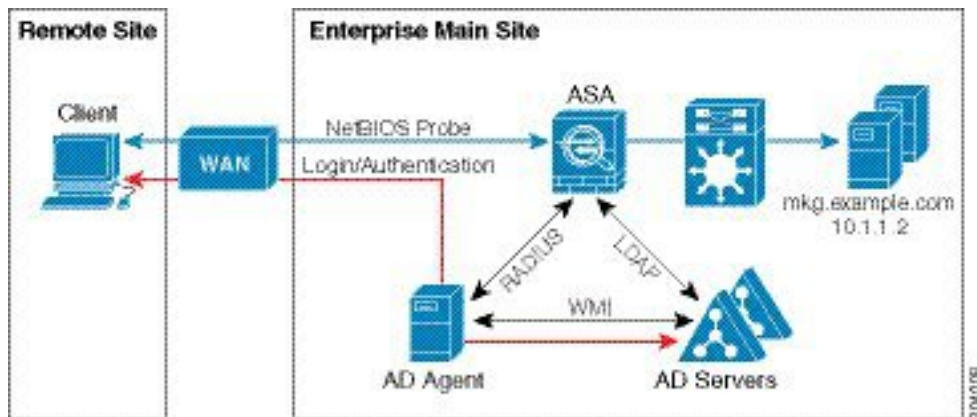 Remote Site
Enterprise Main Site
Client
ASA
NetBIOS Probe
WAN
Login/Authentication
mkg.example.com
10.1.1.2
RADIUS
LDAP
WMI
AD Agent
AD Servers